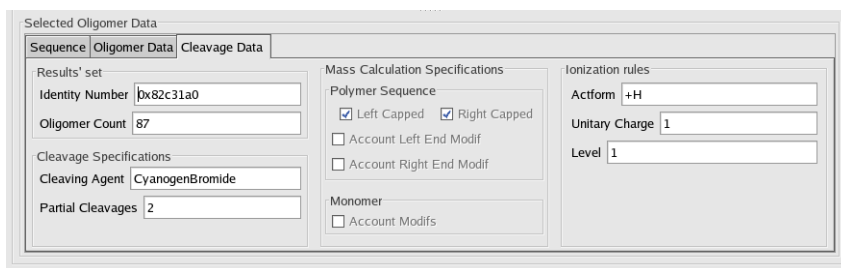 Selected Oligomer Data
Sequence Oligomer Data Cleavage Data
Results' set
Identity Number 0x82c31a0
Oligomer Count 87
Cleavage Specifications
Cleaving Agent CyanogenBromide
Partial Cleavages 2
Mass Calculation Specifications
Polymer Sequence
Left Capped Right Capped
Account Left End Modif
Account Right End Modif
Monomer
Account Modifs
Ionization rules
Actform +H
Unitary Charge 1
Level 1